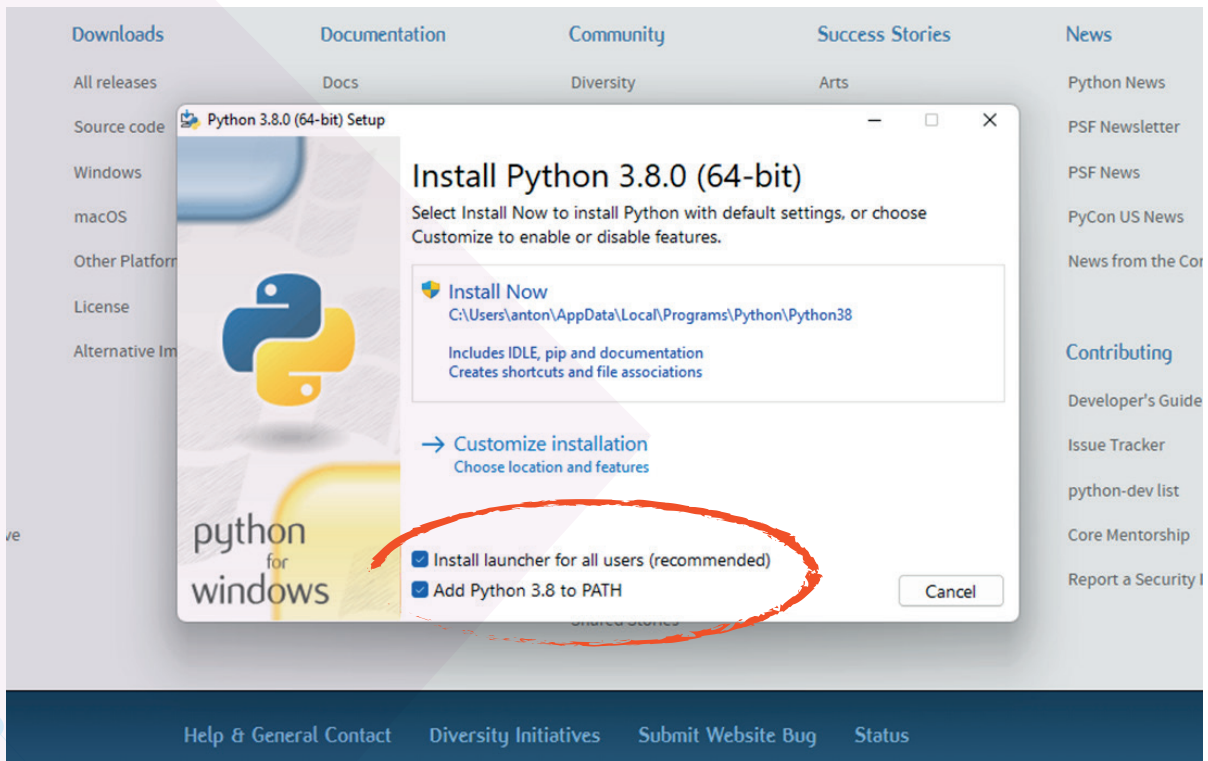 Downloads
Documentation
Community
Success Stories
News
All releases
Docs
Diversity
Arts
Python News
Source code
PSF Newsletter
Windows
PSF News
macOS
PyCon US News
Other
News from the
License
Alternative
Contributing
Developer's Guide
Issue Tracker
python-dev list
Core Mentorship
Report a Security
Python 3.8.0 (64-bit) Setup
Install Python 3.8.0 (64-bit)
Select Install Now to install Python with default settings, or choose
Customize to enable or disable features.
Install Now
C:\Users\anton\AppData\Local\Programs\Python\Python38
Includes IDLE, pip and documentation
Creates shortcuts and file associations
Customize installation
Choose location and features
python
for
windows
Install launcher for all users (recommended)
Add Python 3.8 to PATH
Cancel
Help & General Contact
Diversity Initiatives
Submit Website Bug
Status